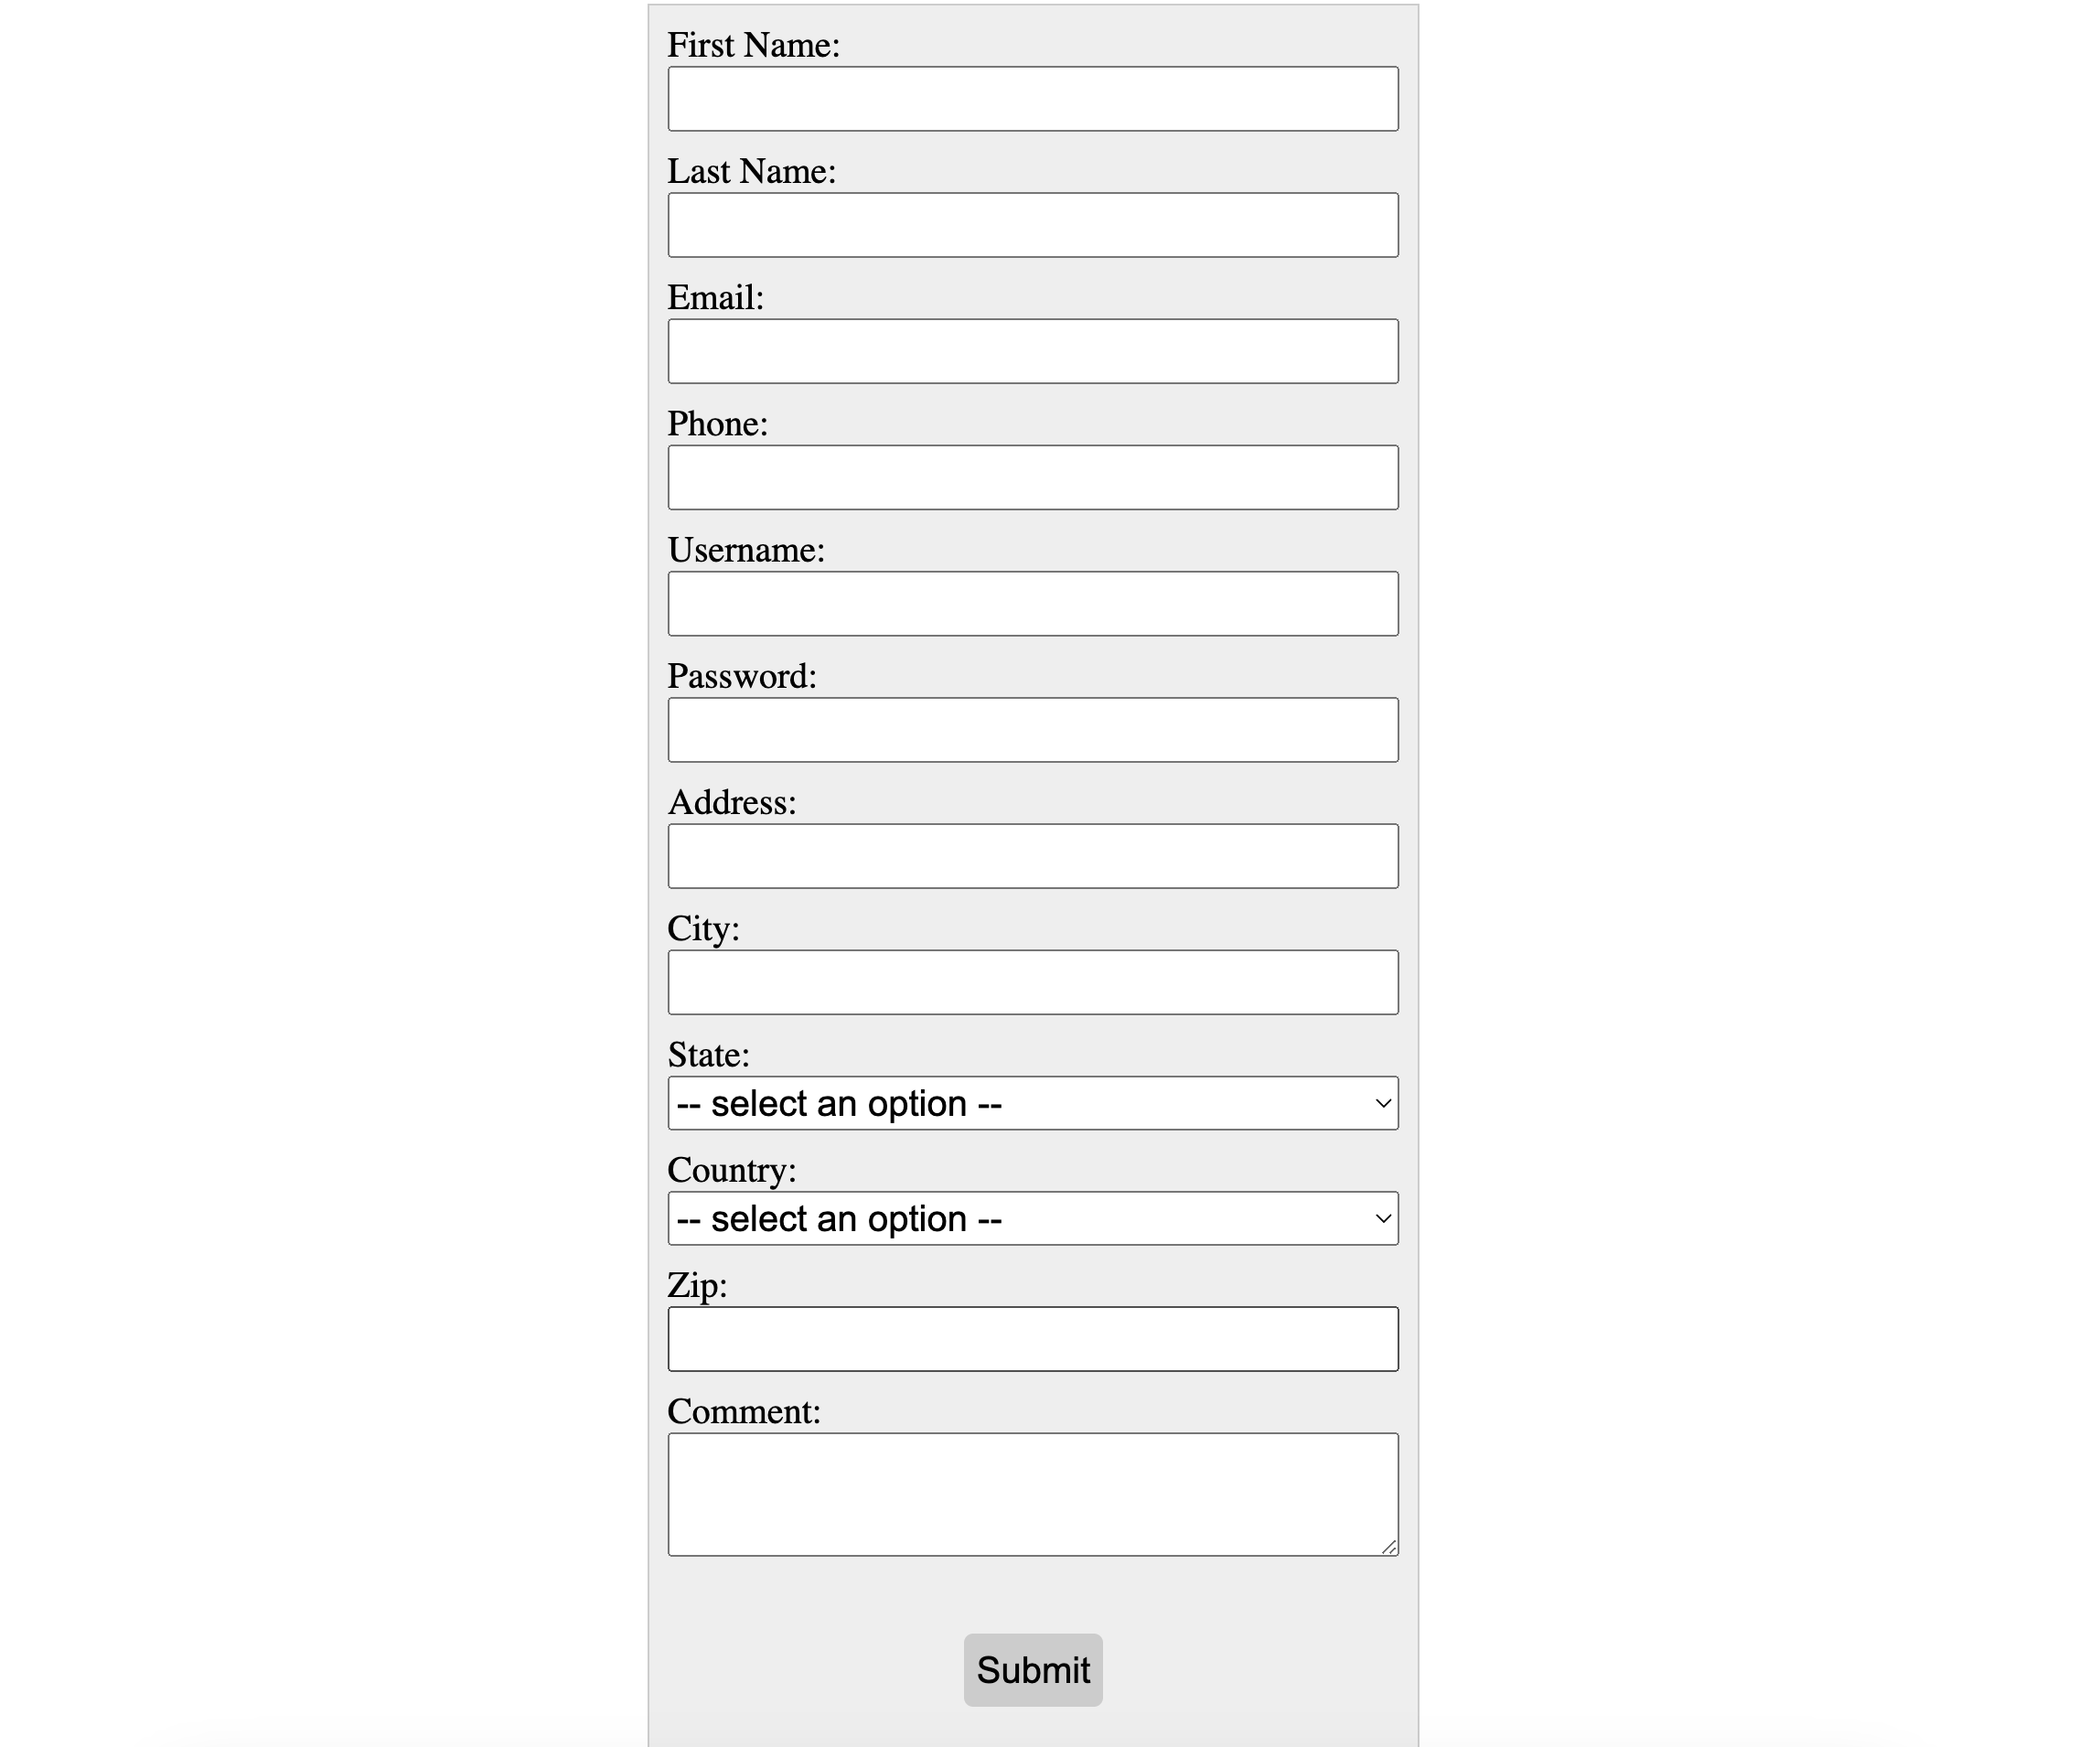 First Name:
Last Name:
Email:
Phone:
Username:
Password:
Address:
City:
State:
-- select an option --
Country:
-- select an option --
Zip:
Comment:
Submit